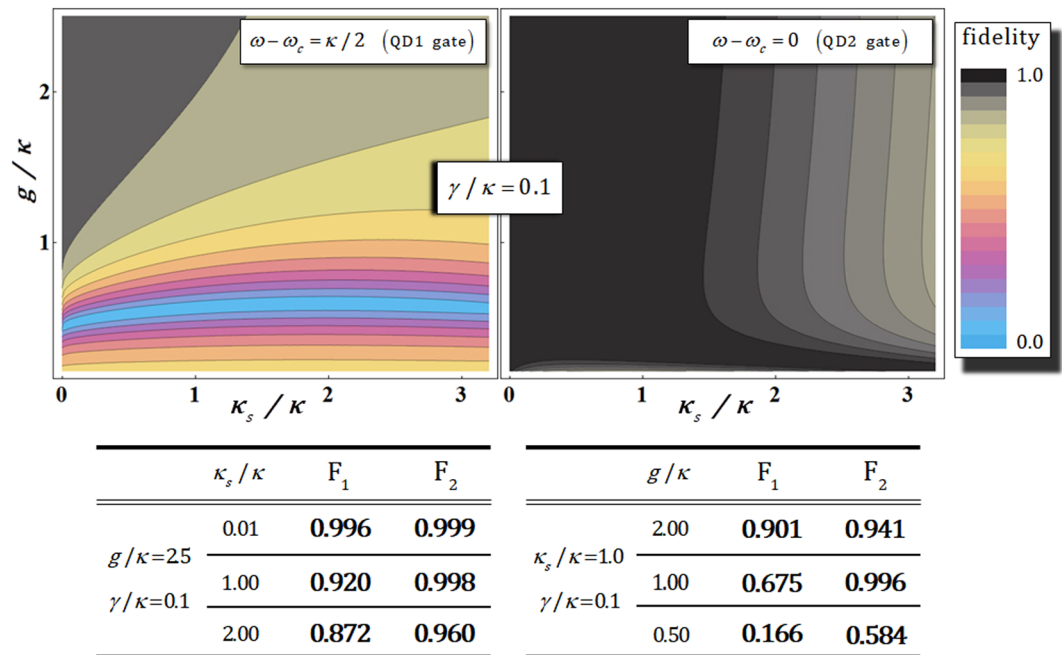 ω−ω_c = κ/2 (QD1 gate)
ω−ω_c = 0 (QD2 gate)
fidelity
1.0
0.0
2
1
g/κ
γ/κ = 0.1
0 1 2 3
0 1 2 3
κ_s/κ
κ_s/κ
κ_s/κ F₁ F₂
0.01 0.996 0.999
g/κ=2.5
1.00 0.920 0.998
γ/κ=0.1
2.00 0.872 0.960
g/κ F₁ F₂
2.00 0.901 0.941
κ_s/κ=1.0
1.00 0.675 0.996
γ/κ=0.1
0.50 0.166 0.584